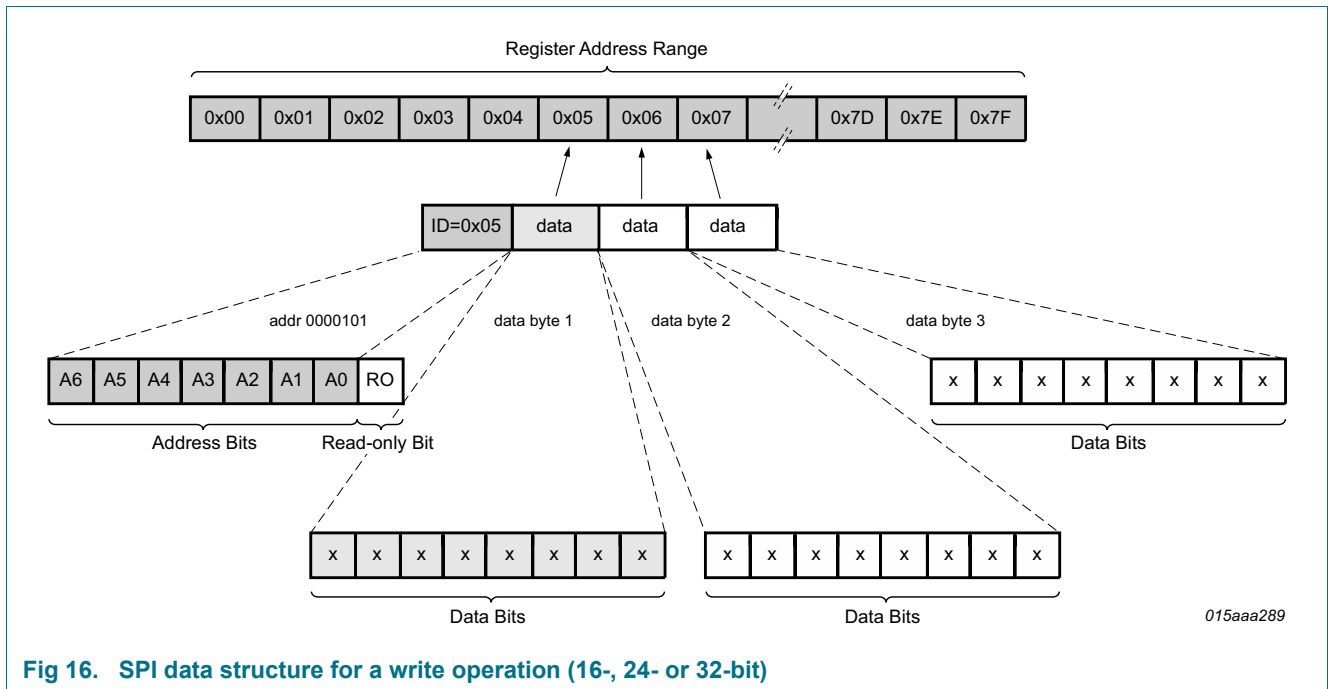 Register Address Range
0x00 0x01 0x02 0x03 0x04 0x05 0x06 0x07 0x7D 0x7E 0x7F
ID=0x05 data data data
addr 0000101 data byte 1 data byte 2 data byte 3
A6 A5 A4 A3 A2 A1 A0 RO x x x x x x x x
Address Bits Read-only Bit Data Bits
x x x x x x x x x x x x x x x x
Data Bits Data Bits 015aaa289
Fig 16. SPI data structure for a write operation (16-, 24- or 32-bit)